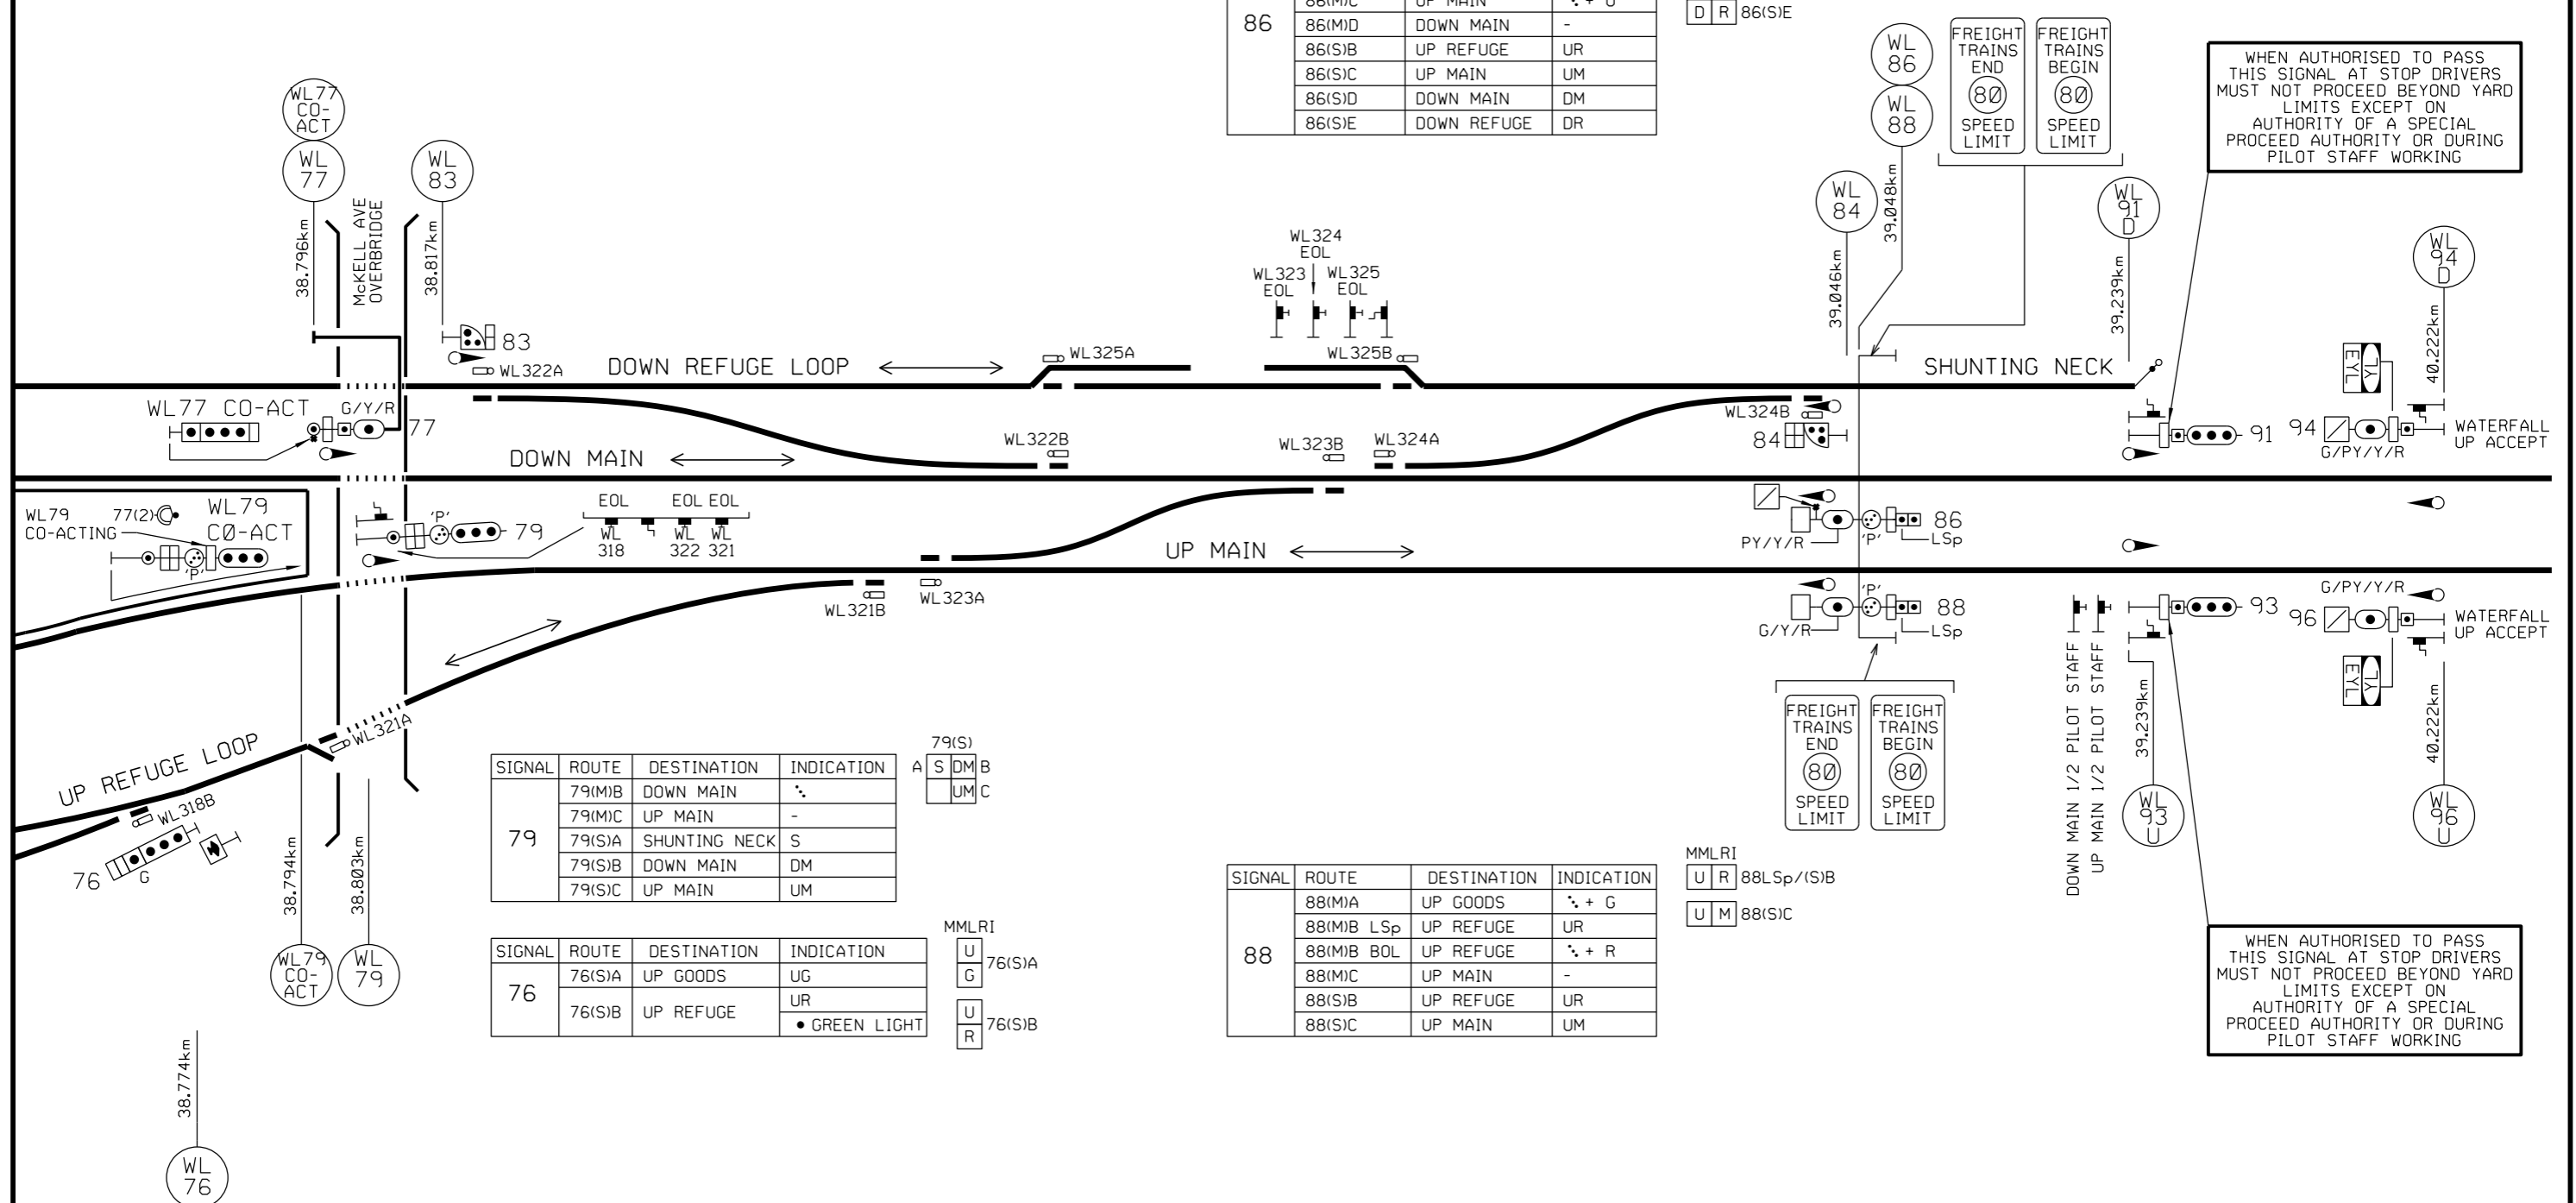 86
86(M)C UP MAIN + U
86(M)D DOWN MAIN -
86(S)B UP REFUGE UR
86(S)C UP MAIN UM
86(S)D DOWN MAIN DM
86(S)E DOWN REFUGE DR
D R 86(S)E
WL
86
WL
88
FREIGHT
TRAINS
END
80
SPEED
LIMIT
FREIGHT
TRAINS
BEGIN
80
SPEED
LIMIT
WHEN AUTHORISED TO PASS
THIS SIGNAL AT STOP DRIVERS
MUST NOT PROCEED BEYOND YARD
LIMITS EXCEPT ON
AUTHORITY OF A SPECIAL
PROCEED AUTHORITY OR DURING
PILOT STAFF WORKING
WL77
CO-
ACT
WL
77
38.796km
McKELL AVE
OVERBRIDGE
WL
83
38.817km
WL
84
39.046km
39.048km
WL
91
D
39.239km
WL
94
D
40.222km
WL324
EOL
WL323
EOL
WL325
EOL
83
WL322A
DOWN REFUGE LOOP
WL325A
WL325B
SHUNTING NECK
EYL
YL
WL77 CO-ACT
G/Y/R
77
WL322B
WL323B
WL324A
WL324B
84
91
94
G/PY/Y/R
WATERFALL
UP ACCEPT
DOWN MAIN
WL79
CO-ACTING
77(2)
WL79
CØ-ACT
'P'
'P'
79
EOL
EOL EOL
WL
318
WL
322
WL
321
UP MAIN
86
PY/Y/R
'P'
LSp
WL321B
WL323A
88
G/Y/R
'P'
LSp
93
G/PY/Y/R
96
WATERFALL
UP ACCEPT
EYL
YL
DOWN MAIN 1/2 PILOT STAFF
UP MAIN 1/2 PILOT STAFF
39.239km
WL
93
U
40.222km
WL
96
U
FREIGHT
TRAINS
END
80
SPEED
LIMIT
FREIGHT
TRAINS
BEGIN
80
SPEED
LIMIT
UP REFUGE LOOP
WL321A
WL318B
76
G
38.794km
38.803km
WL79
CO-
ACT
WL
79
38.774km
WL
76
SIGNAL ROUTE DESTINATION INDICATION
79
79(M)B DOWN MAIN
79(M)C UP MAIN -
79(S)A SHUNTING NECK S
79(S)B DOWN MAIN DM
79(S)C UP MAIN UM
79(S)
A S DM B
UM C
SIGNAL ROUTE DESTINATION INDICATION
76
76(S)A UP GOODS UG
76(S)B UP REFUGE UR
● GREEN LIGHT
MMLRI
U
G
76(S)A
U
R
76(S)B
SIGNAL ROUTE DESTINATION INDICATION
88
88(M)A UP GOODS + G
88(M)B LSp UP REFUGE UR
88(M)B BOL UP REFUGE + R
88(M)C UP MAIN -
88(S)B UP REFUGE UR
88(S)C UP MAIN UM
MMLRI
U R 88LSp/(S)B
U M 88(S)C
WHEN AUTHORISED TO PASS
THIS SIGNAL AT STOP DRIVERS
MUST NOT PROCEED BEYOND YARD
LIMITS EXCEPT ON
AUTHORITY OF A SPECIAL
PROCEED AUTHORITY OR DURING
PILOT STAFF WORKING